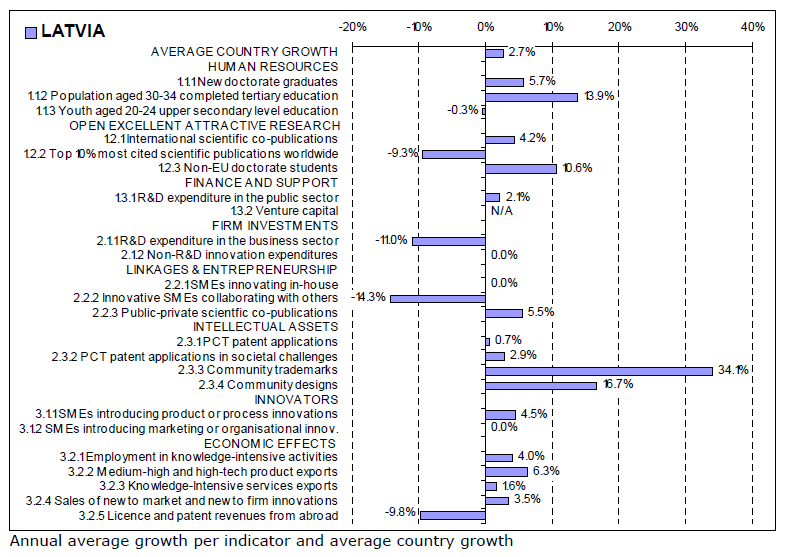 LATVIA
-20% -10% 0% 10% 20% 30% 40%
AVERAGE COUNTRY GROWTH 2.7%
HUMAN RESOURCES
1.1.1 New doctorate graduates 5.7%
1.1.2 Population aged 30-34 completed tertiary education 13.9%
1.1.3 Youth aged 20-24 upper secondary level education -0.3%
OPEN EXCELLENT ATTRACTIVE RESEARCH
1.2.1 International scientific co-publications 4.2%
1.2.2 Top 10% most cited scientific publications worldwide -9.3%
1.2.3 Non-EU doctorate students 10.6%
FINANCE AND SUPPORT
1.3.1 R&D expenditure in the public sector 2.1%
1.3.2 Venture capital N/A
FIRM INVESTMENTS
2.1.1 R&D expenditure in the business sector -11.0%
2.1.2 Non-R&D innovation expenditures 0.0%
LINKAGES & ENTREPRENEURSHIP
2.2.1 SMEs innovating in-house 0.0%
2.2.2 Innovative SMEs collaborating with others -14.3%
2.2.3 Public-private scientfic co-publications 5.5%
INTELLECTUAL ASSETS
2.3.1 PCT patent applications 0.7%
2.3.2 PCT patent applications in societal challenges 2.9%
2.3.3 Community trademarks 34.1%
2.3.4 Community designs 16.7%
INNOVATORS
3.1.1 SMEs introducing product or process innovations 4.5%
3.1.2 SMEs introducing marketing or organisational innov. 0.0%
ECONOMIC EFFECTS
3.2.1 Employment in knowledge-intensive activities 4.0%
3.2.2 Medium-high and high-tech product exports 6.3%
3.2.3 Knowledge-Intensive services exports 1.6%
3.2.4 Sales of new to market and new to firm innovations 3.5%
3.2.5 Licence and patent revenues from abroad -9.8%
Annual average growth per indicator and average country growth